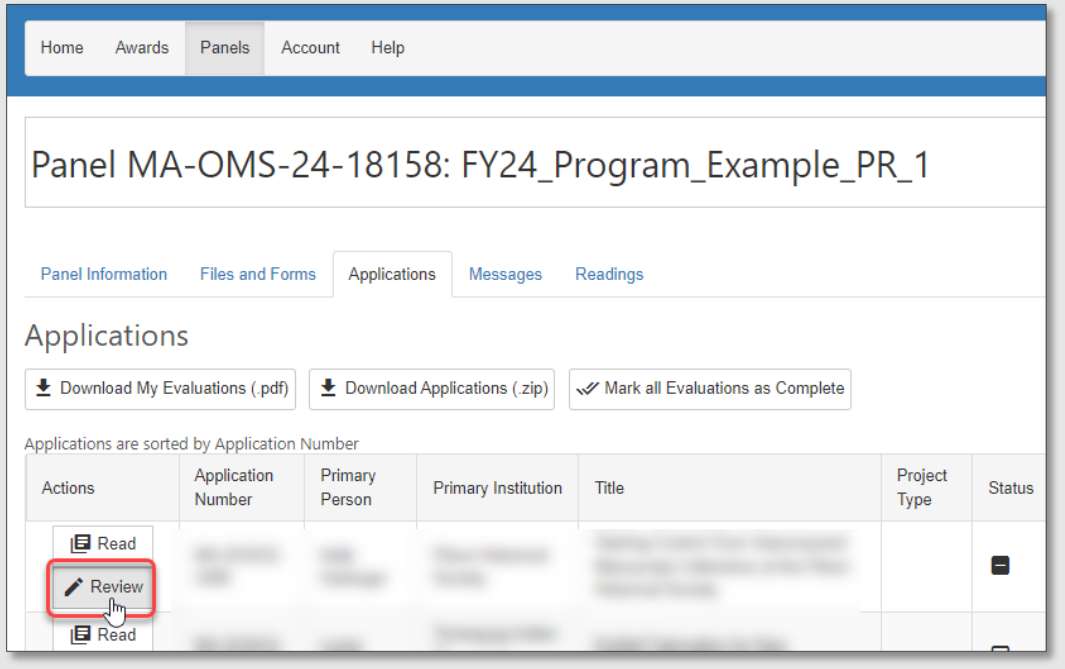 Home Awards Panels Account Help
Panel MA-OMS-24-18158: FY24_Program_Example_PR_1
Panel Information Files and Forms Applications Messages Readings
Applications
Download My Evaluations (.pdf) Download Applications (.zip) Mark all Evaluations as Complete
Applications are sorted by Application Number
Actions Application Number Primary Person Primary Institution Title Project Type Status
Read
Review
Read